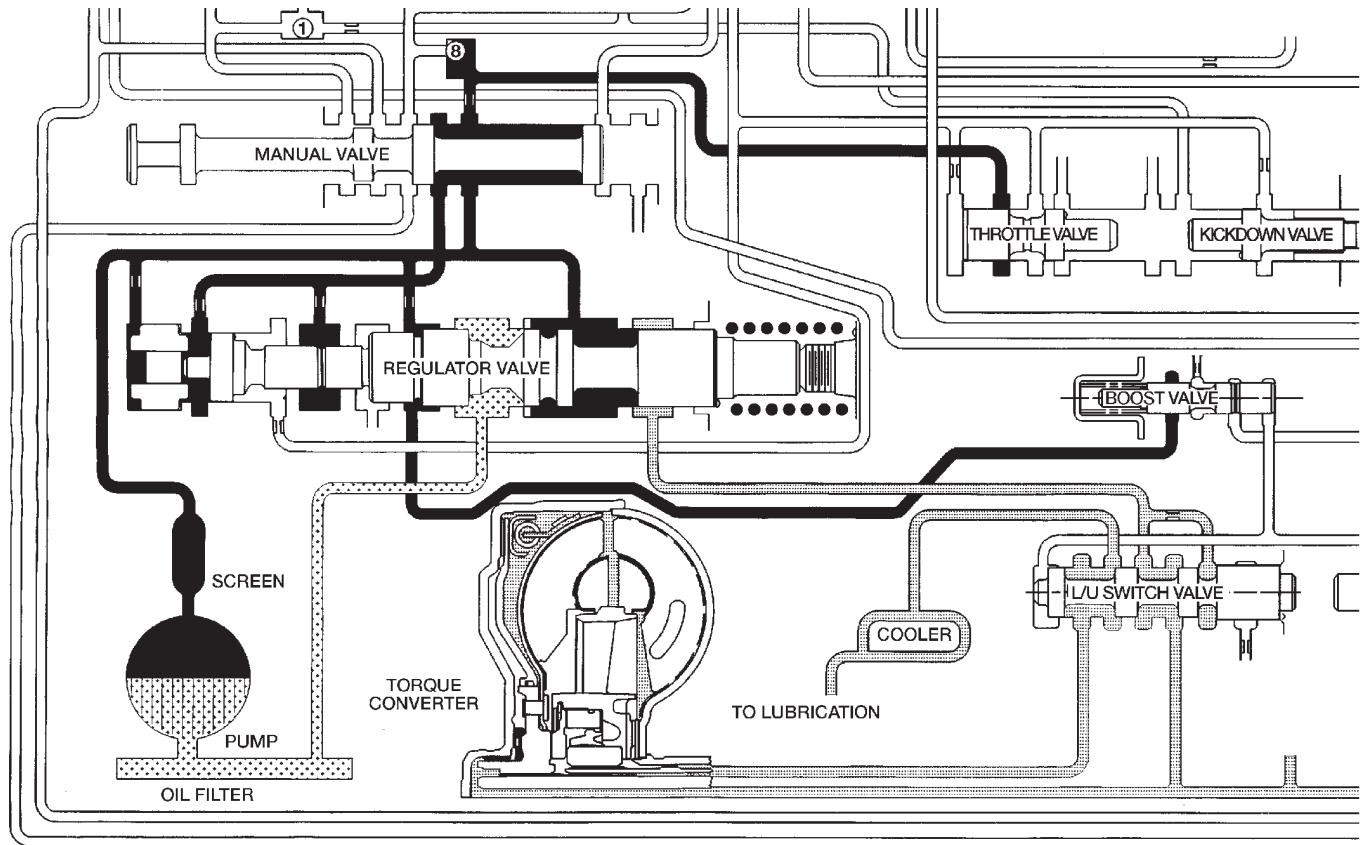 1
8
MANUAL VALVE
THROTTLE VALVE
KICKDOWN VALVE
REGULATOR VALVE
BOOST VALVE
SCREEN
L/U SWITCH VALVE
COOLER
TORQUE
CONVERTER
TO LUBRICATION
PUMP
OIL FILTER